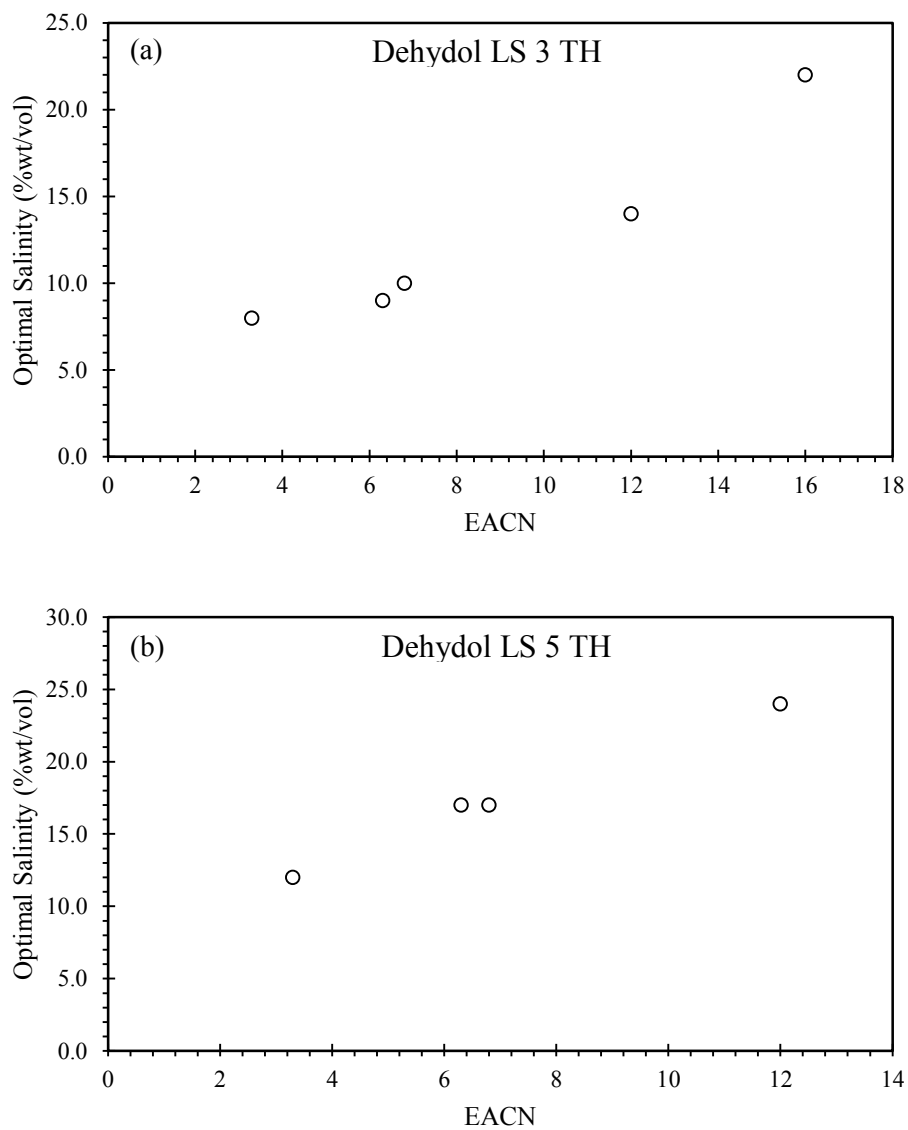 (a)
Dehydol LS 3 TH
Optimal Salinity (%wt/vol)
25.0
20.0
15.0
10.0
5.0
0.0
0 2 4 6 8 10 12 14 16 18
EACN
(b)
Dehydol LS 5 TH
Optimal Salinity (%wt/vol)
30.0
25.0
20.0
15.0
10.0
5.0
0.0
0 2 4 6 8 10 12 14
EACN